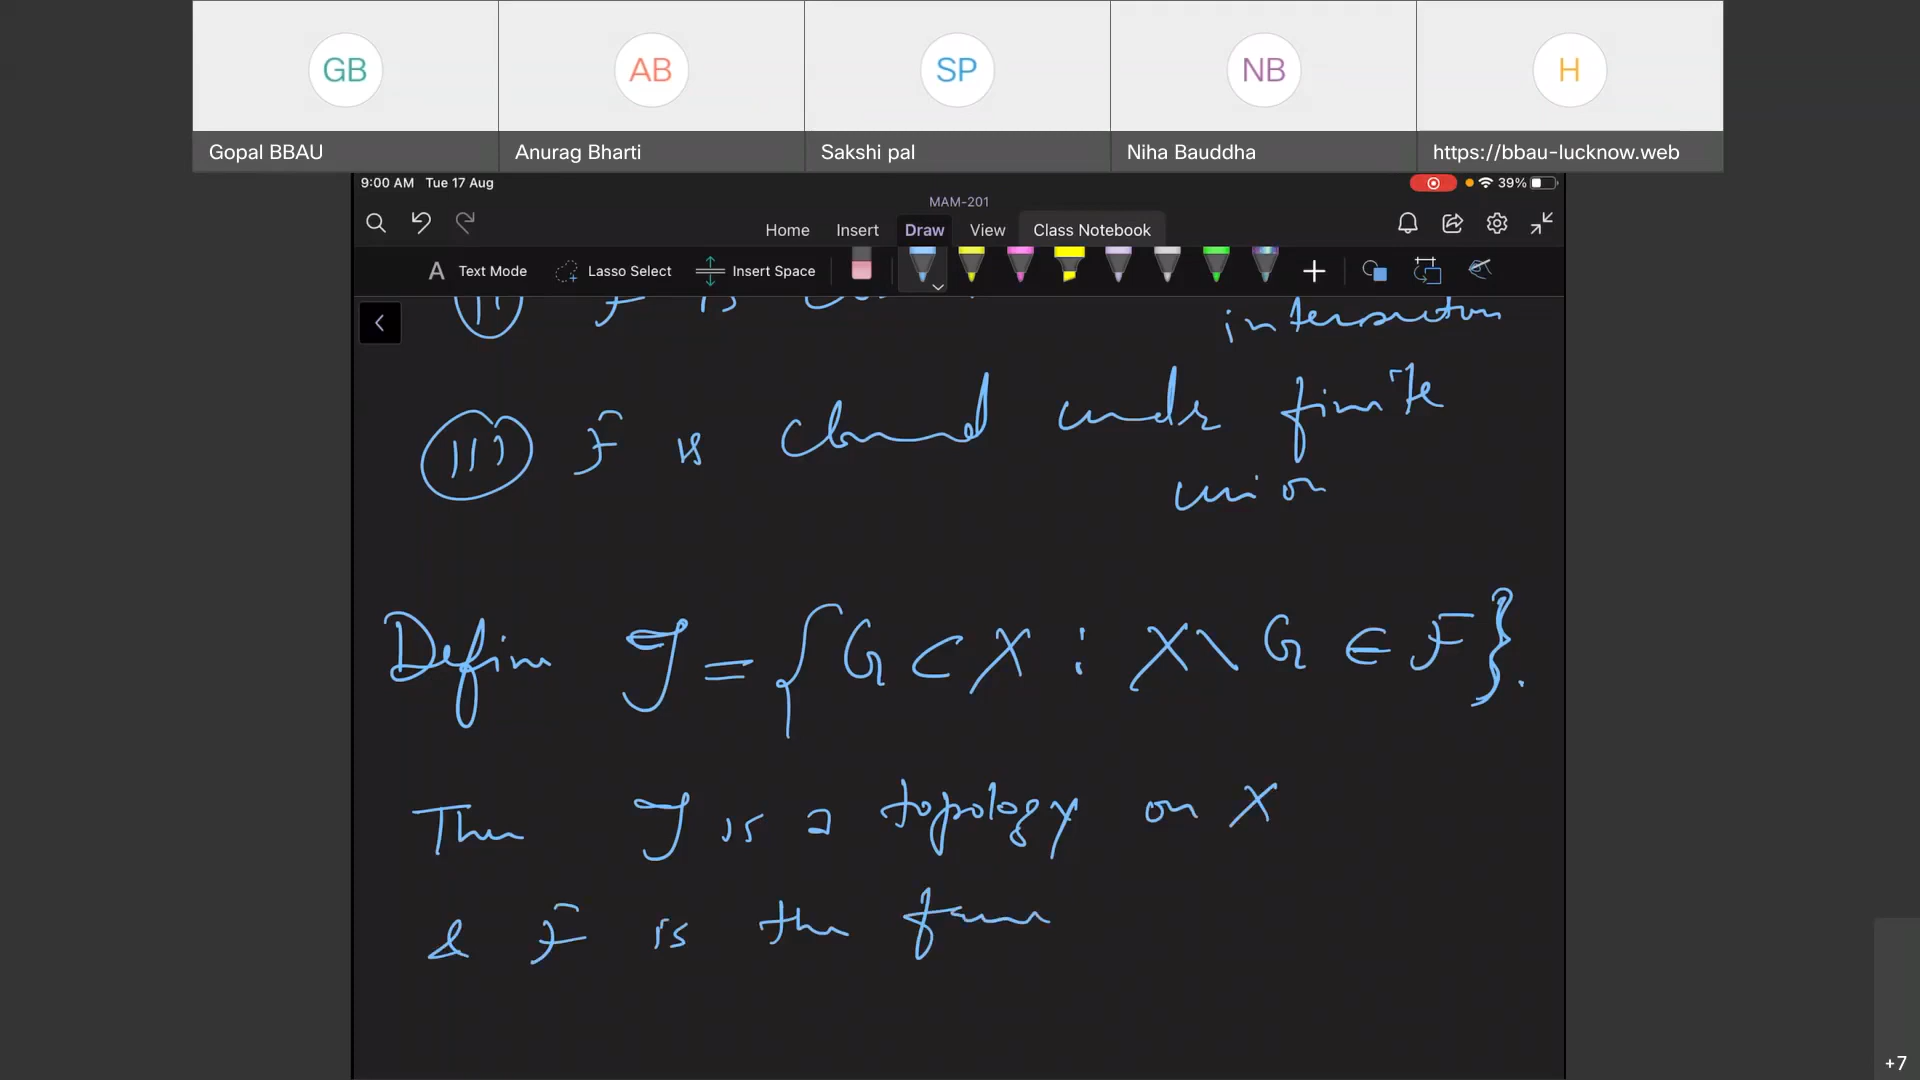 GB AB SP NB H
Gopal BBAU Anurag Bharti Sakshi pal Niha Bauddha https://bbau-lucknow.web
9:00 AM Tue 17 Aug 39%
MAM-201
Home Insert Draw View Class Notebook
A Text Mode Lasso Select Insert Space
(ii) F is
intersection
(iii) F is closed under finite
union
Define T = { G ⊂ X : X \ G ∈ F }.
Then T is a topology on X
& F is the
+7